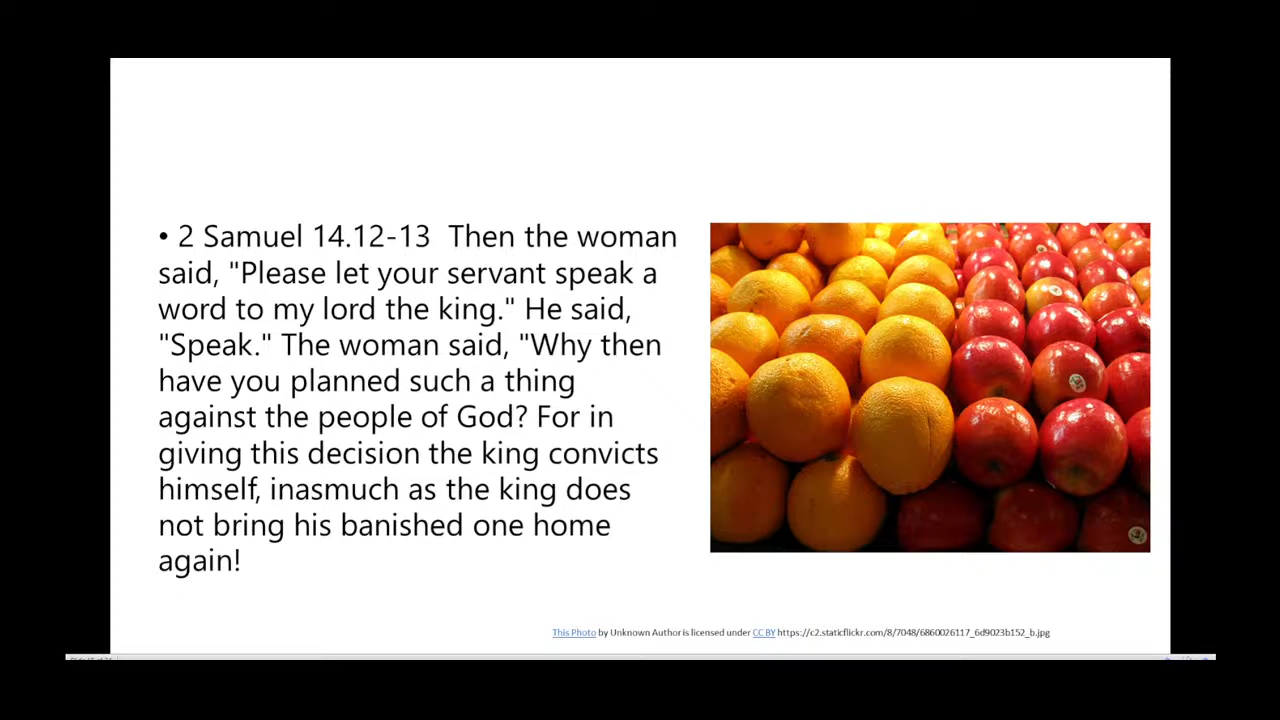 • 2 Samuel 14.12-13  Then the woman
said, "Please let your servant speak a
word to my lord the king." He said,
"Speak." The woman said, "Why then
have you planned such a thing
against the people of God? For in
giving this decision the king convicts
himself, inasmuch as the king does
not bring his banished one home
again!
This Photo by Unknown Author is licensed under CC BY https://c2.staticflickr.com/8/7048/6860026117_6d9023b152_b.jpg